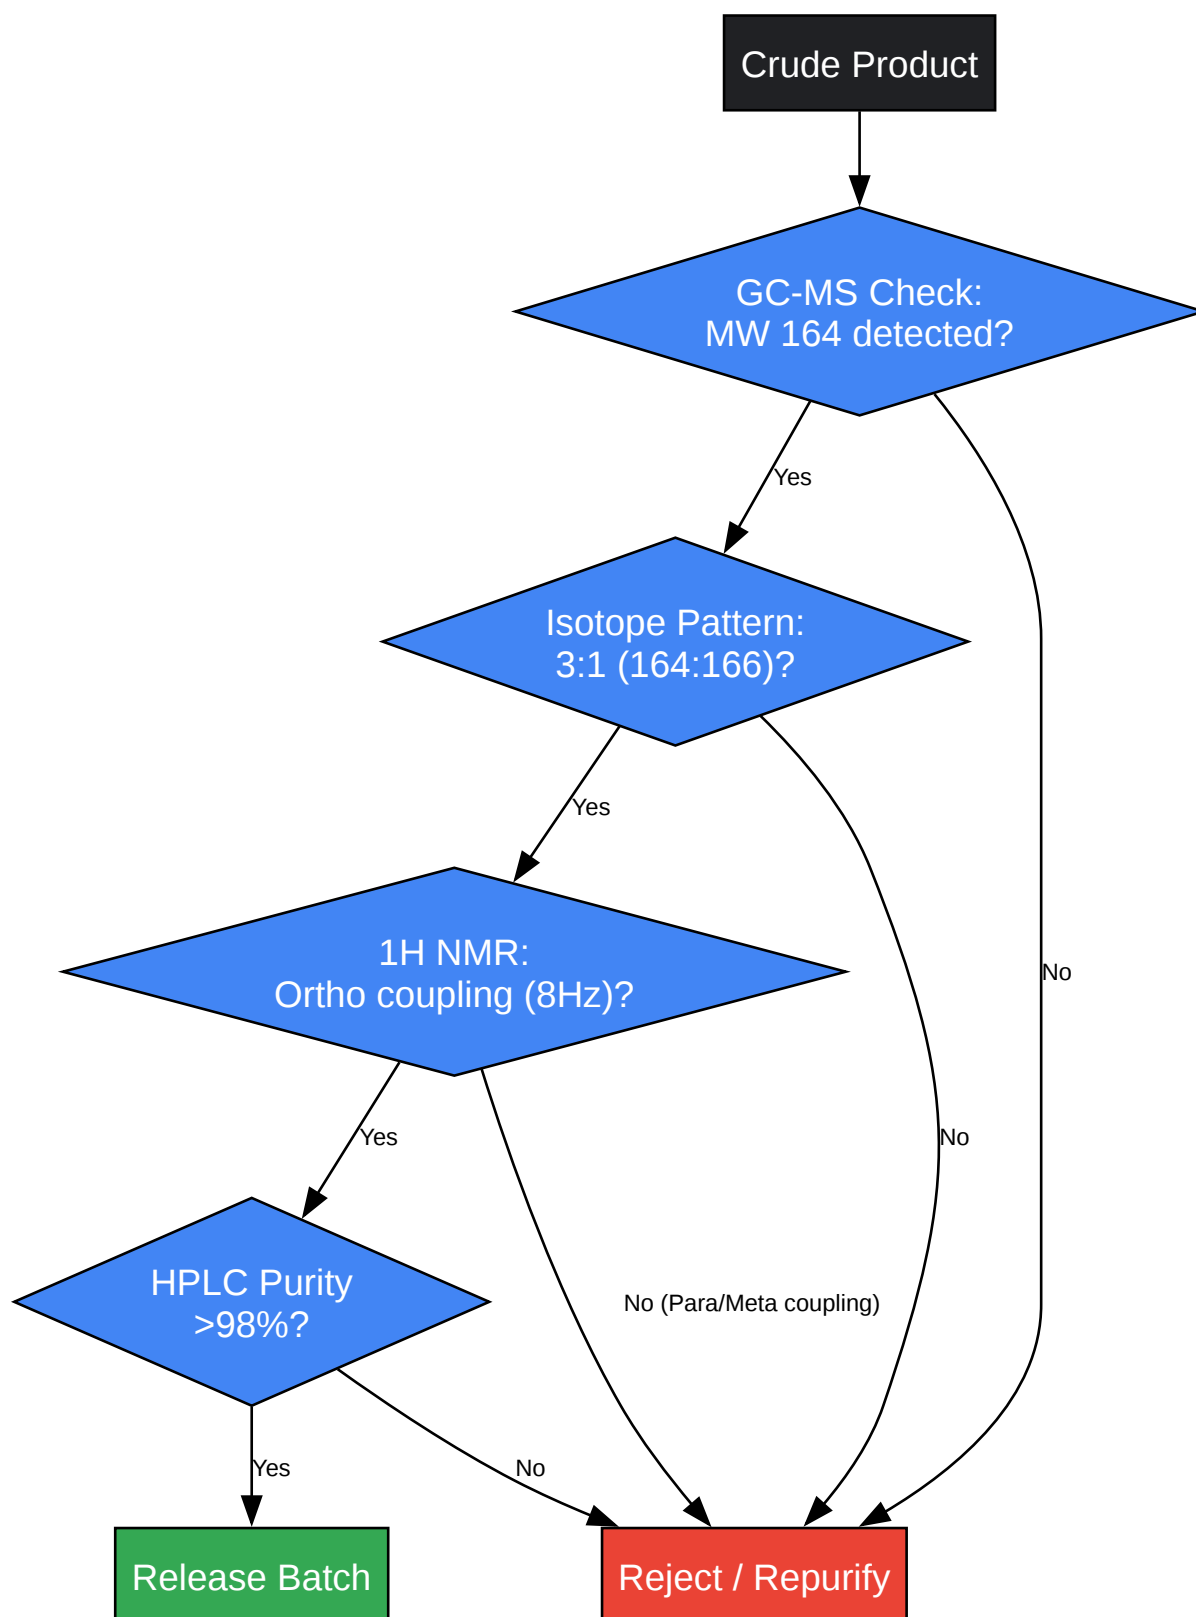 Crude Product
GC-MS Check:
MW 164 detected?
Yes
Isotope Pattern:
3:1 (164:166)?
Yes
1H NMR:
Ortho coupling (8Hz)?
No
Yes
No
HPLC Purity
>98%?
No (Para/Meta coupling)
Yes
No
Release Batch
Reject / Repurify